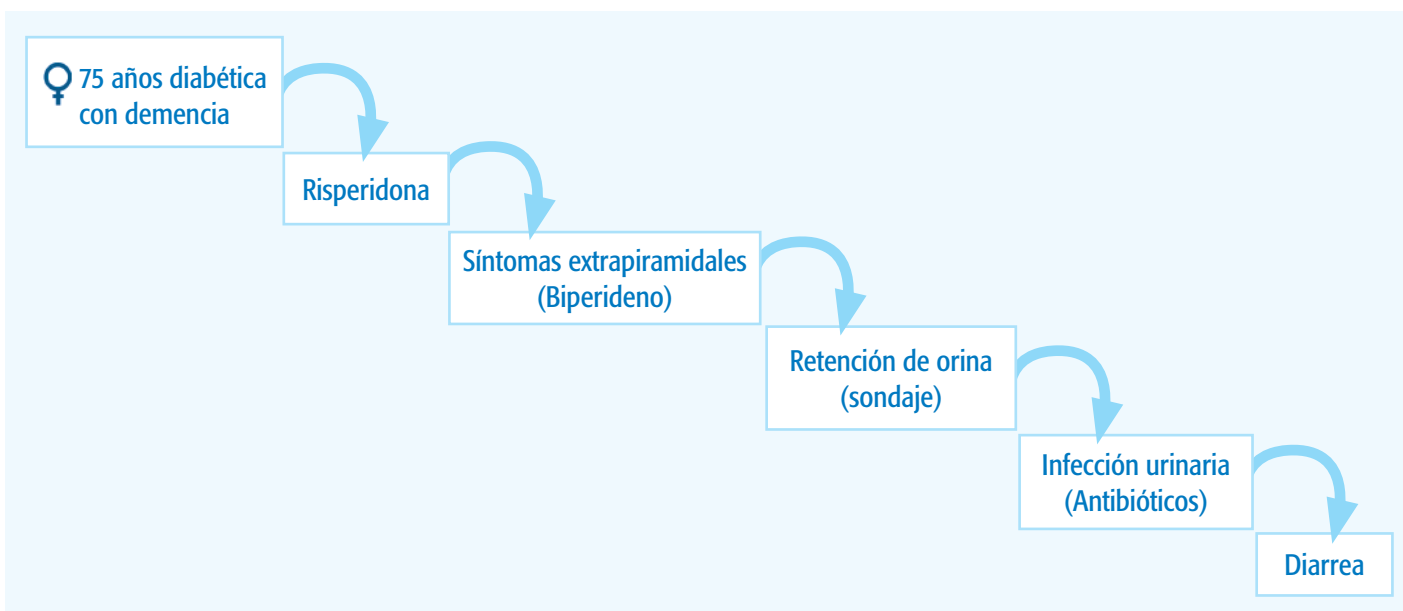 75 años diabética
con demencia
Risperidona
Síntomas extrapiramidales
(Biperideno)
Retención de orina
(sondaje)
Infección urinaria
(Antibióticos)
Diarrea